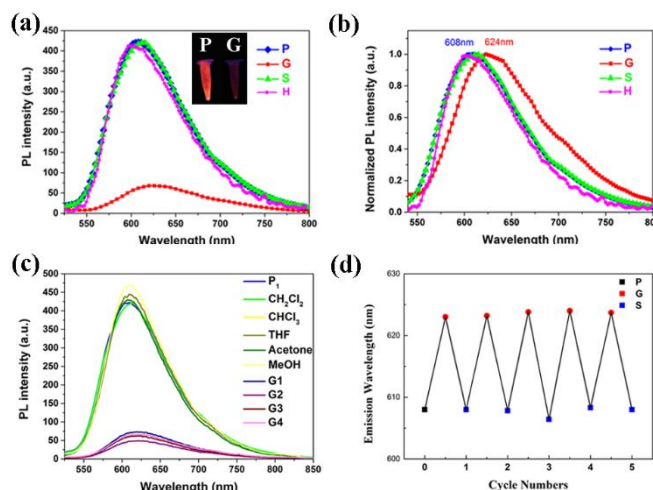 (a)
450
400
350
300
250
200
150
100
50
0
PL intensity (a.u.)
P G
P
G
S
H
550 600 650 700 750 800
Wavelength (nm)
(b)
1.0
0.8
0.6
0.4
0.2
0.0
Normalized PL intensity (a.u.)
608nm 624nm
P
G
S
H
550 600 650 700 750 800
Wavelength (nm)
(c)
500
450
400
350
300
250
200
150
100
50
0
PL intensity (a.u.)
P1
CH2Cl2
CHCl3
THF
Acetone
MeOH
G1
G2
G3
G4
550 600 650 700 750 800 850
Wavelength (nm)
(d)
630
620
610
600
Emission Wavelength (nm)
P
G
S
0 1 2 3 4 5
Cycle Numbers